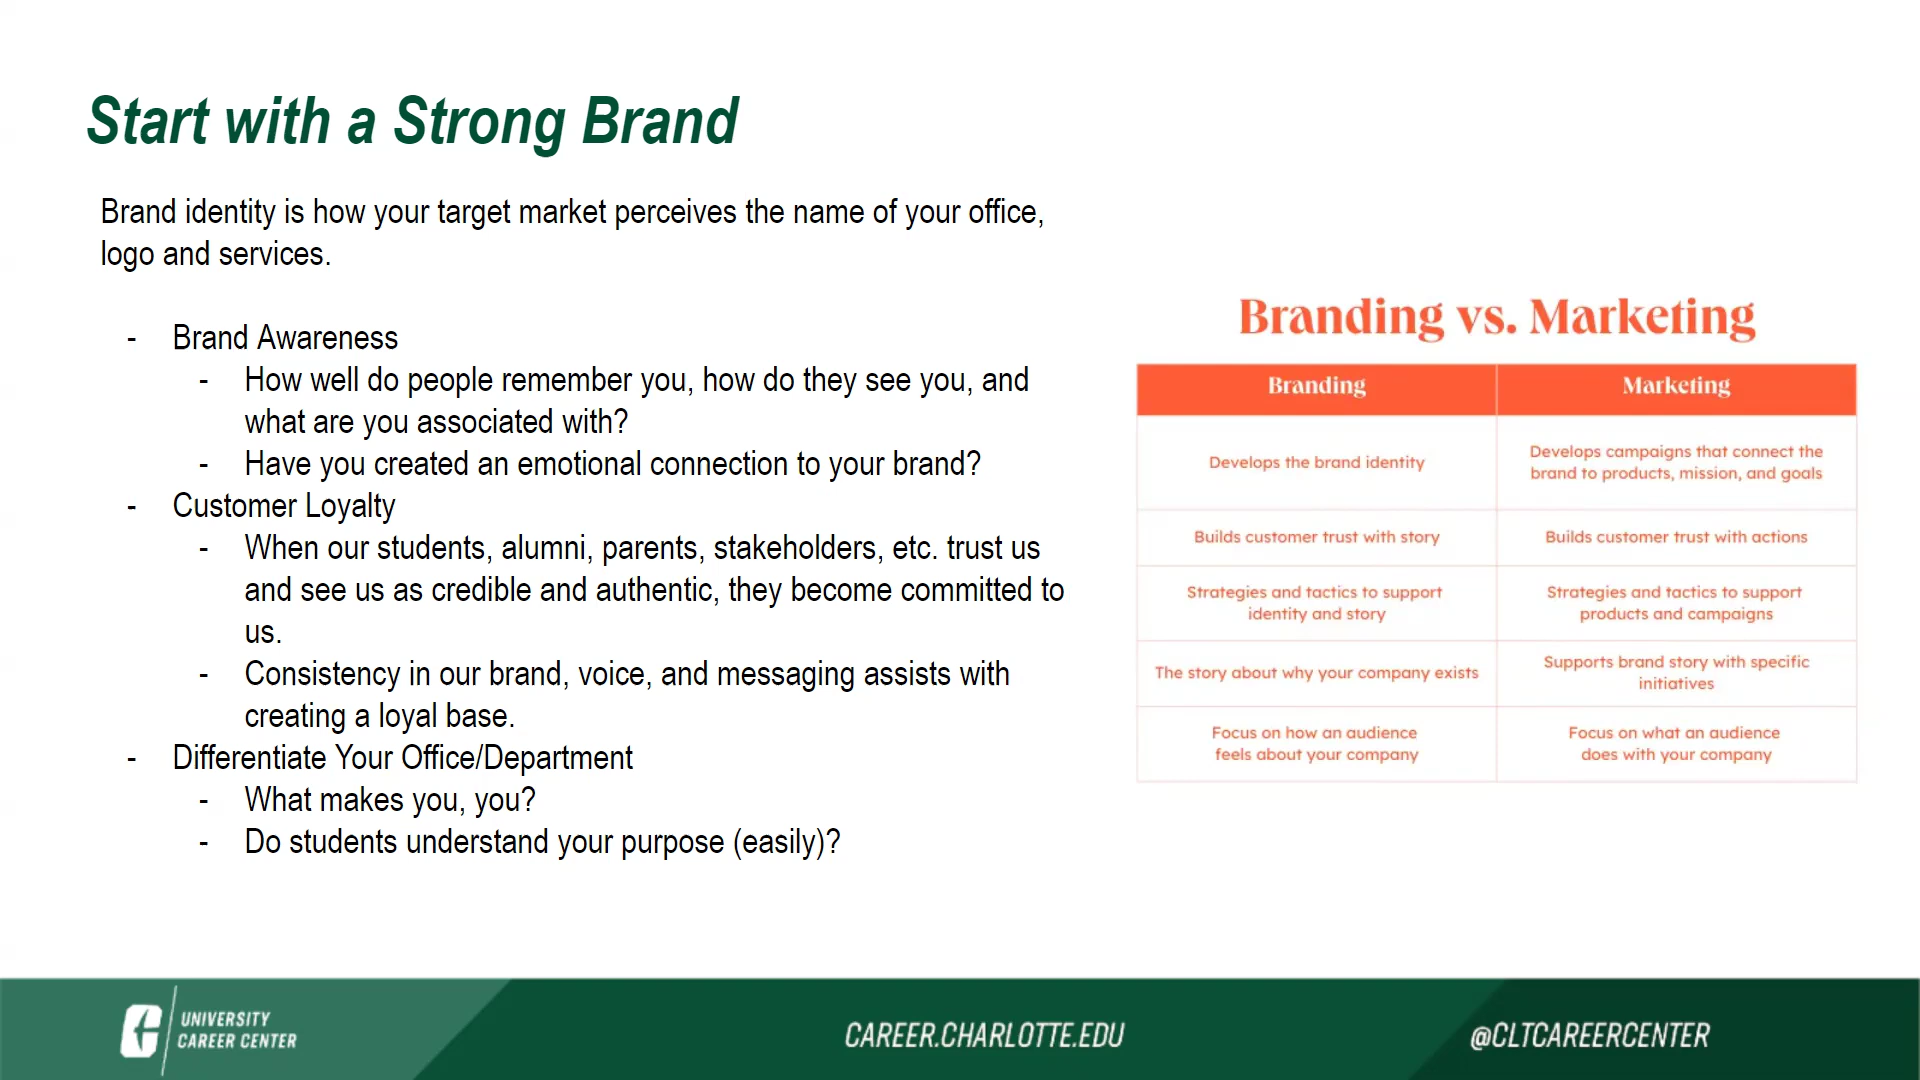 Start with a Strong Brand
Brand identity is how your target market perceives the name of your office,
logo and services.
- Brand Awareness
- How well do people remember you, how do they see you, and
what are you associated with?
- Have you created an emotional connection to your brand?
- Customer Loyalty
- When our students, alumni, parents, stakeholders, etc. trust us
and see us as credible and authentic, they become committed to
us.
- Consistency in our brand, voice, and messaging assists with
creating a loyal base.
- Differentiate Your Office/Department
- What makes you, you?
- Do students understand your purpose (easily)?
Branding vs. Marketing
Branding
Marketing
Develops the brand identity
Develops campaigns that connect the
brand to products, mission, and goals
Builds customer trust with story
Builds customer trust with actions
Strategies and tactics to support
identity and story
Strategies and tactics to support
products and campaigns
The story about why your company exists
Supports brand story with specific
initiatives
Focus on how an audience
feels about your company
Focus on what an audience
does with your company
UNIVERSITY
CAREER CENTER
CAREER.CHARLOTTE.EDU
@CLTCAREERCENTER